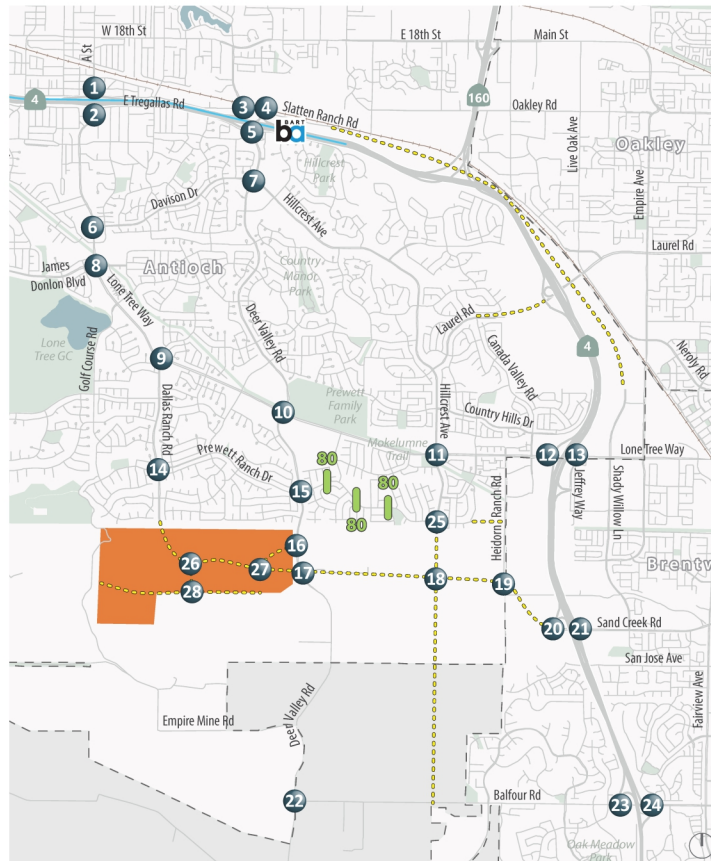 W 18th St
E 18th St
Main St
A St
1
4
E Tregallas Rd
3
4
Slatten Ranch Rd
160
Oakley Rd
2
5
BART
ba
Live Oak Ave
Oakley
Hillcrest
Park
Empire Ave
7
Davison Dr
Hillcrest Ave
6
Laurel Rd
James
Donlon Blvd
8
Antioch
Country
Manor
Park
Lone Tree Way
Deer Valley Rd
Laurel Rd
Canada Valley Rd
4
Neroly Rd
Lone
Tree GC
Golf Course Rd
9
Dallas Ranch Rd
Prewett
Family
Park
Hillcrest Ave
Country Hills Dr
10
Mokelumne
Trail
11
12
13
Lone Tree Way
14
Prewett Ranch Dr
80
80
80
15
Heidorn Ranch Rd
Jeffrey Way
Shady Willow Ln
25
16
Brentv
26
27
17
18
19
28
20
21
Sand Creek Rd
San Jose Ave
Fairview Ave
Deer Valley Rd
Empire Mine Rd
22
Balfour Rd
23
24
Oak Meadow
Park